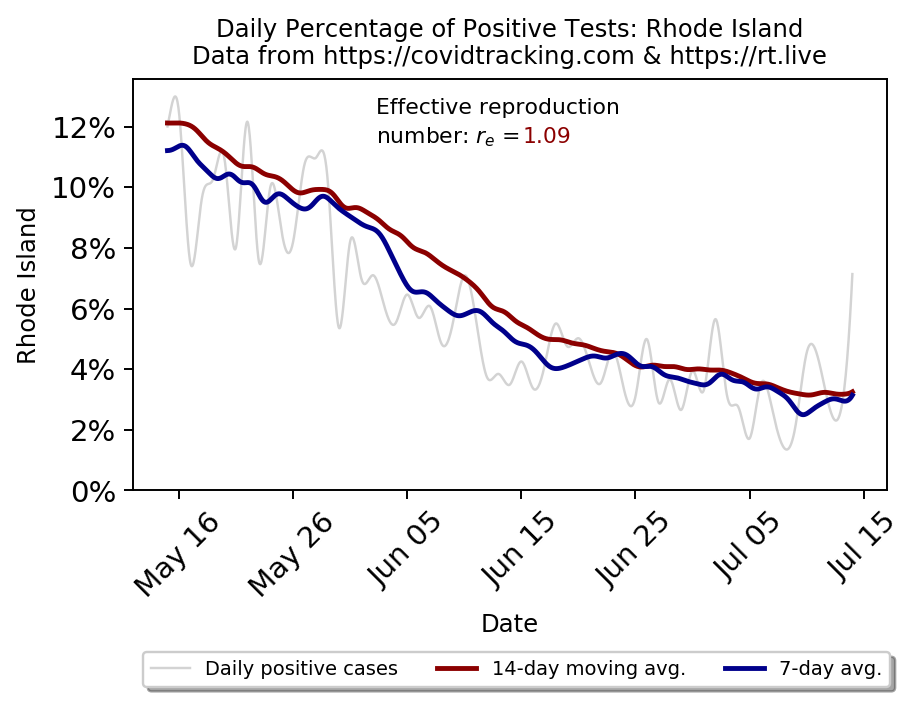 Daily Percentage of Positive Tests: Rhode Island
Data from https://covidtracking.com & https://rt.live
Effective reproduction
number: rₑ =1.09
12%
10%
8%
6%
4%
2%
0%
Rhode Island
May 16
May 26
Jun 05
Jun 15
Jun 25
Jul 05
Jul 15
Date
Daily positive cases
14-day moving avg.
7-day avg.